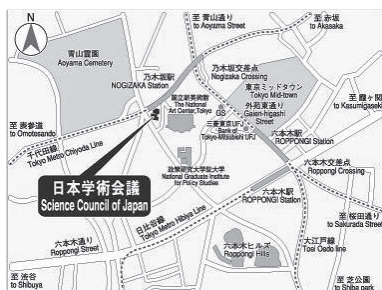 N
至 青山通り
to Aoyama Street
至 赤坂
to Akasaka
青山霊園
Aoyama Cemetery
乃木坂駅
NOGIZAKA Station
乃木坂交差点
Nogizaka Crossing
国立新美術館
The National
Art Center, Tokyo
東京ミッドタウン
Tokyo Mid-town
至 霞ヶ関
to Kasumigaseki
GS
外苑東通り
Gaien-higashi
Street
三菱東京UFJ
Bank of
Tokyo-Mitsubishi UFJ
至 表参道
to Omotesando
千代田線
Tokyo Metro Chiyoda Line
六本木駅
ROPPONGI Station
政策研究大学院大学
National Graduate Institute
for Policy Studies
六本木交差点
Roppongi Crossing
日本学術会議
Science Council of Japan
六本木駅
ROPPONGI Station
日比谷線
Tokyo Metro Hibiya Line
至 桜田通り
to Sakurada Street
六本木通り
Roppongi Street
六本木ヒルズ
Roppongi Hills
大江戸線
Toei Oedo line
至 渋谷
to Shibuya
至 芝公園
to Shiba park